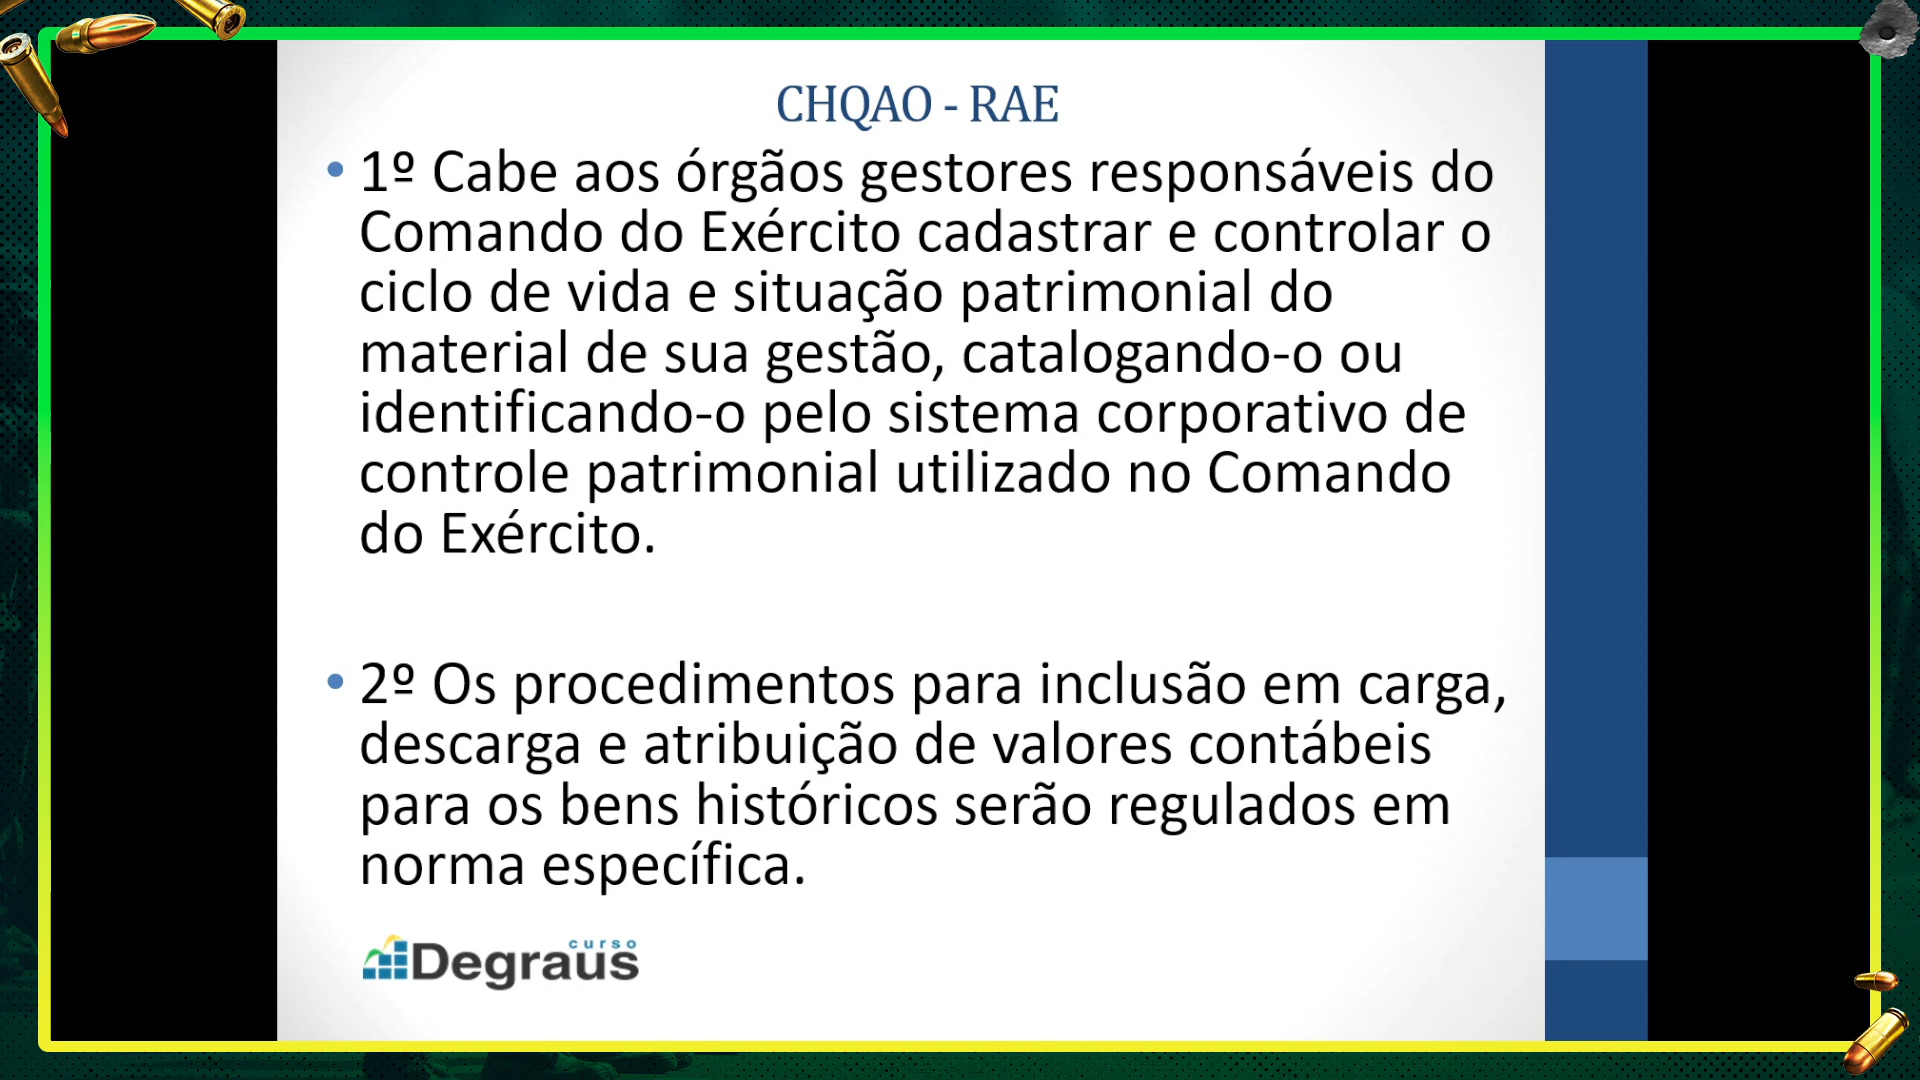 CHQAO - RAE
• 1º Cabe aos órgãos gestores responsáveis do
Comando do Exército cadastrar e controlar o
ciclo de vida e situação patrimonial do
material de sua gestão, catalogando-o ou
identificando-o pelo sistema corporativo de
controle patrimonial utilizado no Comando
do Exército.
• 2º Os procedimentos para inclusão em carga,
descarga e atribuição de valores contábeis
para os bens históricos serão regulados em
norma específica.
curso
Degraus